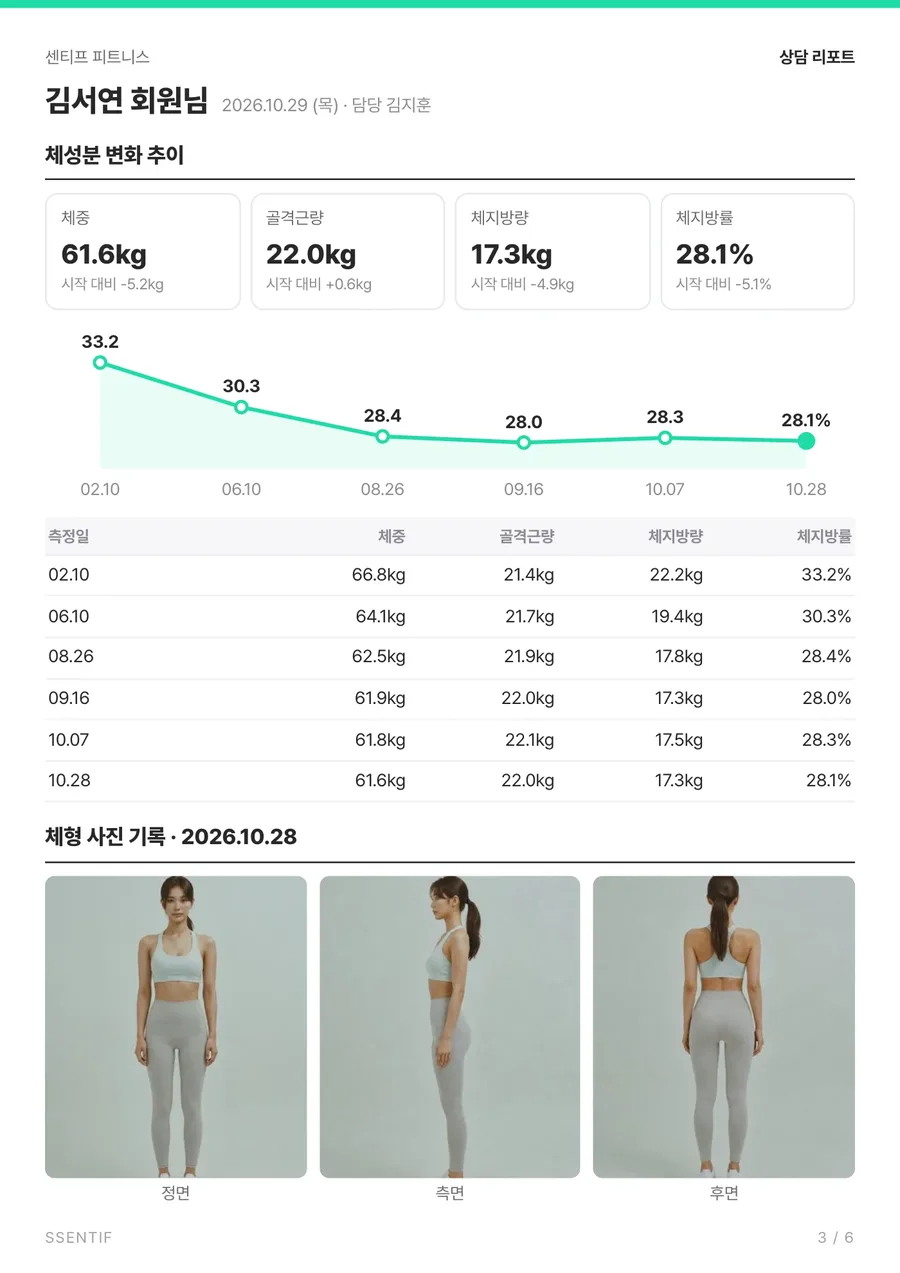 센티프 피트니스
상담 리포트
김서연 회원님 2026.10.29 (목) · 담당 김지훈
체성분 변화 추이
체중
61.6kg
시작 대비 -5.2kg
골격근량
22.0kg
시작 대비 +0.6kg
체지방량
17.3kg
시작 대비 -4.9kg
체지방률
28.1%
시작 대비 -5.1%
33.2 30.3 28.4 28.0 28.3 28.1%
02.10 06.10 08.26 09.16 10.07 10.28
측정일 체중 골격근량 체지방량 체지방률
02.10 66.8kg 21.4kg 22.2kg 33.2%
06.10 64.1kg 21.7kg 19.4kg 30.3%
08.26 62.5kg 21.9kg 17.8kg 28.4%
09.16 61.9kg 22.0kg 17.3kg 28.0%
10.07 61.8kg 22.1kg 17.5kg 28.3%
10.28 61.6kg 22.0kg 17.3kg 28.1%
체형 사진 기록 · 2026.10.28
정면 측면 후면
SSENTIF 3 / 6